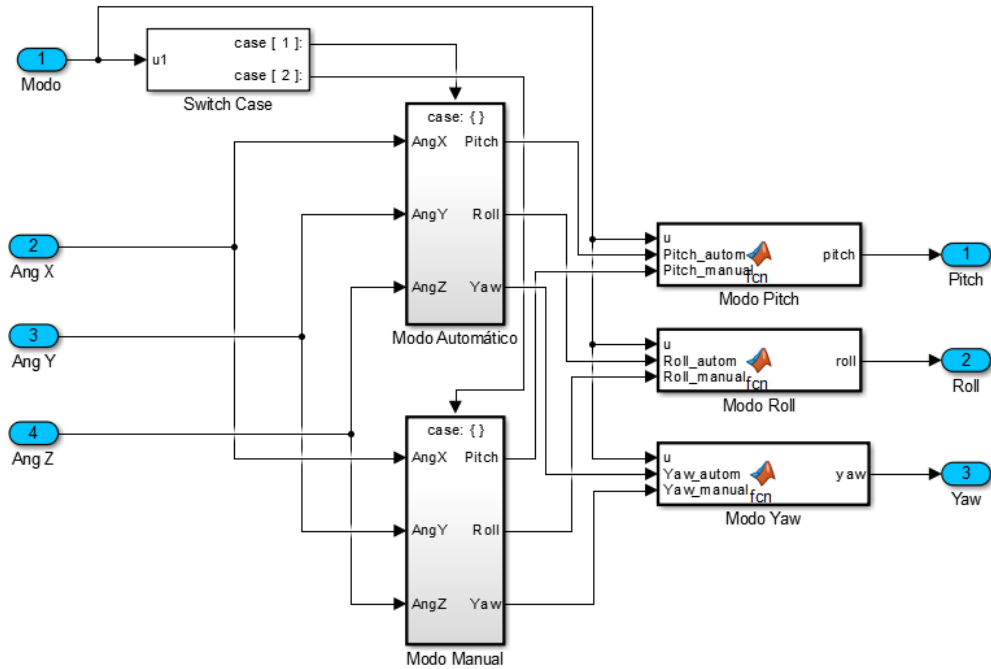 1
Modo
u1
case [ 1 ]:
case [ 2 ]:
Switch Case
case: { }
AngX
Pitch
AngY
Roll
AngZ
Yaw
Modo Automático
2
Ang X
3
Ang Y
4
Ang Z
case: { }
AngX
Pitch
AngY
Roll
AngZ
Yaw
Modo Manual
u
Pitch_autom
Pitch_manual
fcn
pitch
Modo Pitch
1
Pitch
u
Roll_autom
Roll_manual
fcn
roll
Modo Roll
2
Roll
u
Yaw_autom
Yaw_manual
fcn
yaw
Modo Yaw
3
Yaw